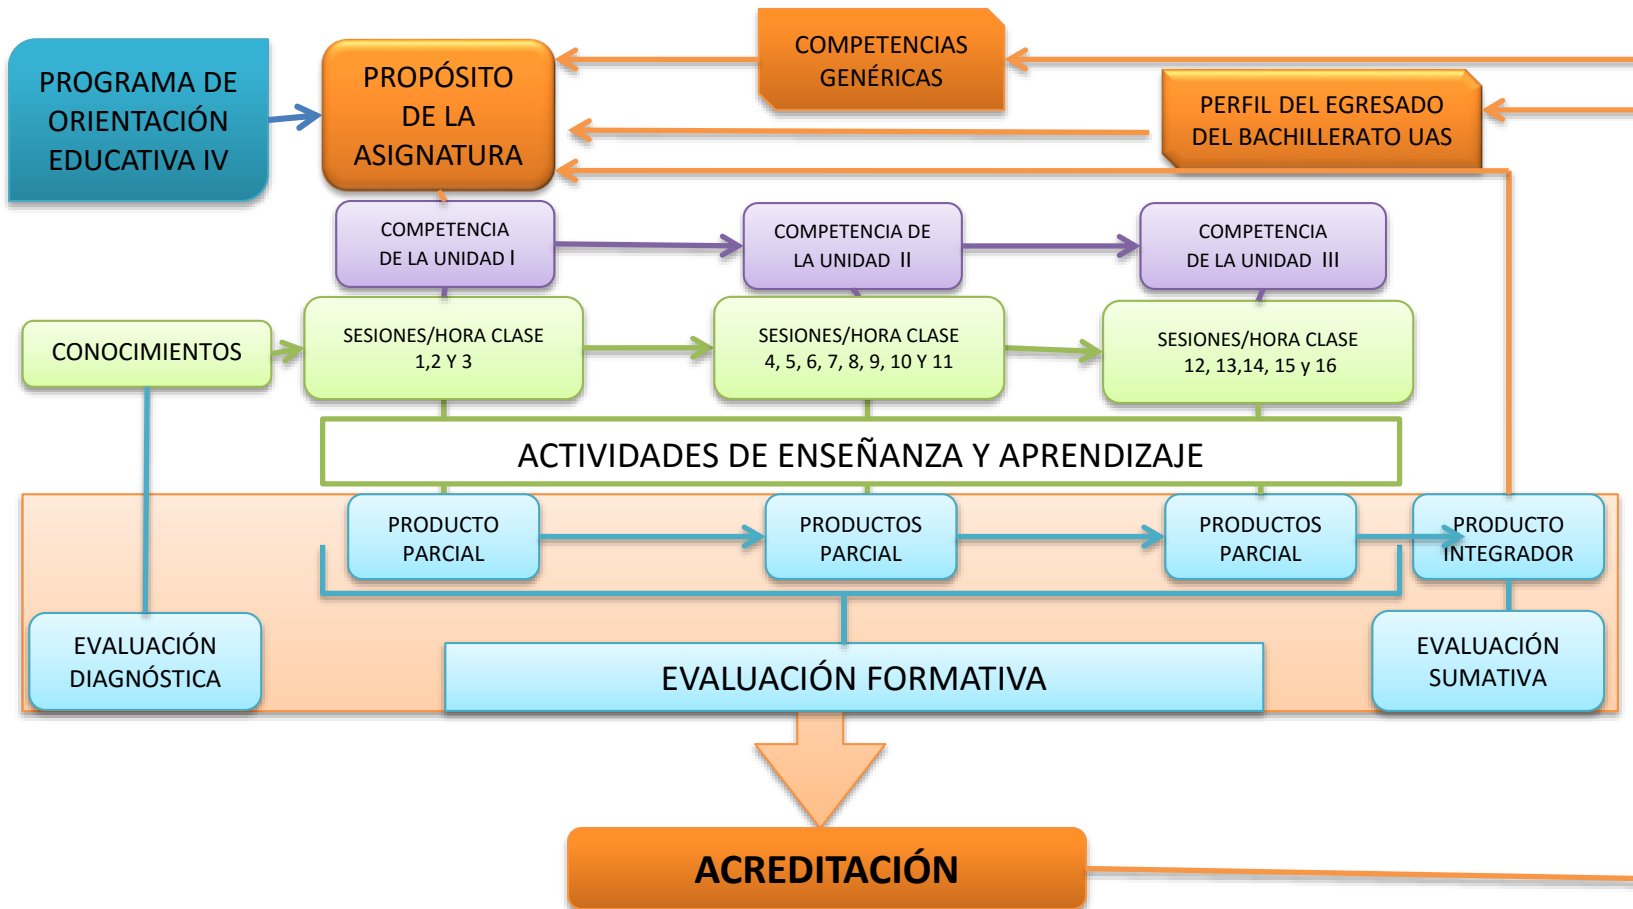 PROGRAMA DE
ORIENTACIÓN
EDUCATIVA IV
PROPÓSITO
DE LA
ASIGNATURA
COMPETENCIAS
GENÉRICAS
PERFIL DEL EGRESADO
DEL BACHILLERATO UAS
COMPETENCIA
DE LA UNIDAD I
COMPETENCIA DE
LA UNIDAD II
COMPETENCIA
DE LA UNIDAD III
CONOCIMIENTOS
SESIONES/HORA CLASE
1,2 Y 3
SESIONES/HORA CLASE
4, 5, 6, 7, 8, 9, 10 Y 11
SESIONES/HORA CLASE
12, 13,14, 15 y 16
ACTIVIDADES DE ENSEÑANZA Y APRENDIZAJE
PRODUCTO
PARCIAL
PRODUCTOS
PARCIAL
PRODUCTOS
PARCIAL
PRODUCTO
INTEGRADOR
EVALUACIÓN
DIAGNÓSTICA
EVALUACIÓN FORMATIVA
EVALUACIÓN
SUMATIVA
ACREDITACIÓN